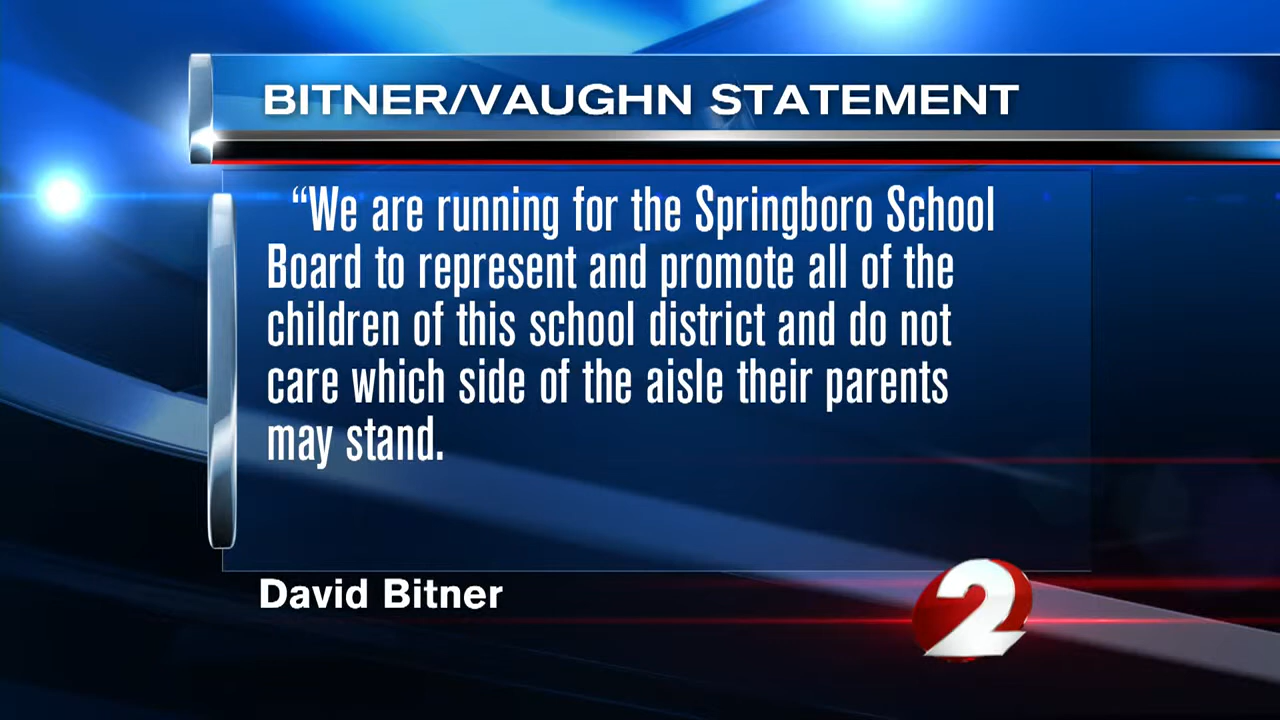 BITNER/VAUGHN STATEMENT
“We are running for the Springboro School
Board to represent and promote all of the
children of this school district and do not
care which side of the aisle their parents
may stand.
David Bitner
2